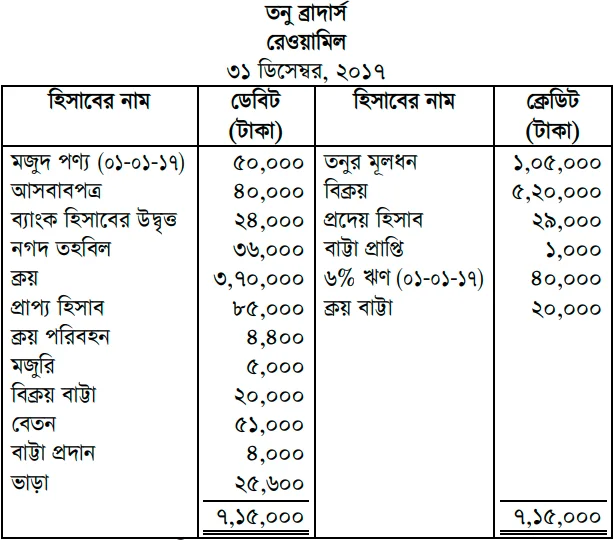 তনু ব্রাদার্স
রেওয়ামিল
৩১ ডিসেম্বর, ২০১৭
হিসাবের নাম ডেবিট (টাকা) হিসাবের নাম ক্রেডিট (টাকা)
মজুদ পণ্য (০১-০১-১৭) ৫০,০০০ তনুর মূলধন ১,০৫,০০০
আসবাবপত্র ৪০,০০০ বিক্রয় ৫,২০,০০০
ব্যাংক হিসাবের উদ্বৃত্ত ২৪,০০০ প্রদেয় হিসাব ২৯,০০০
নগদ তহবিল ৩৬,০০০ বাট্টা প্রাপ্তি ১,০০০
ক্রয় ৩,৭০,০০০ ৬% ঋণ (০১-০১-১৭) ৪০,০০০
প্রাপ্য হিসাব ৮৫,০০০ ক্রয় বাট্টা ২০,০০০
ক্রয় পরিবহন ৪,৪০০
মজুরি ৫,০০০
বিক্রয় বাট্টা ২০,০০০
বেতন ৫১,০০০
বাট্টা প্রদান ৪,০০০
ভাড়া ২৫,৬০০
৭,১৫,০০০ ৭,১৫,০০০